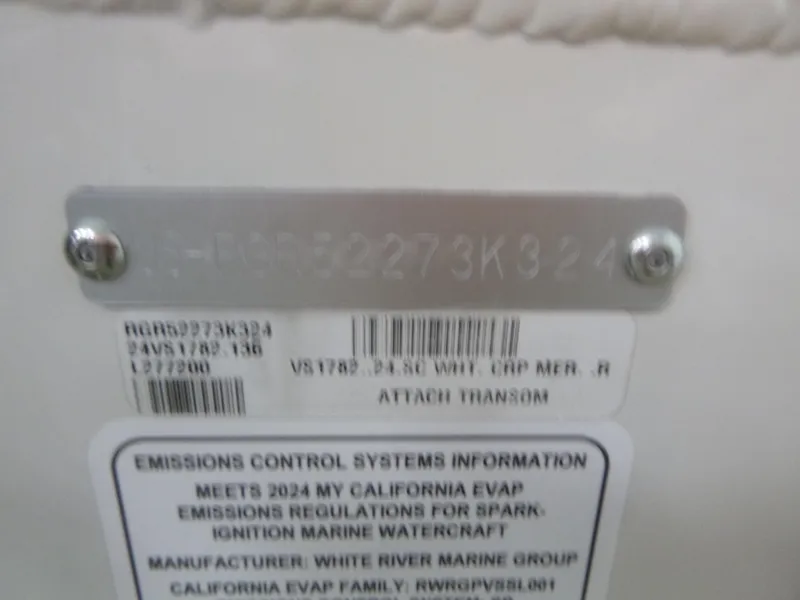 US-RGR52273K324
RGR52273K324
24VS1782.136
L277200
VS1782..24.SC WHT. CRP MER. .R
ATTACH TRANSOM
EMISSIONS CONTROL SYSTEMS INFORMATION
MEETS 2024 MY CALIFORNIA EVAP
EMISSIONS REGULATIONS FOR SPARK-
IGNITION MARINE WATERCRAFT
MANUFACTURER: WHITE RIVER MARINE GROUP
CALIFORNIA EVAP FAMILY: RWRGPVSSL001